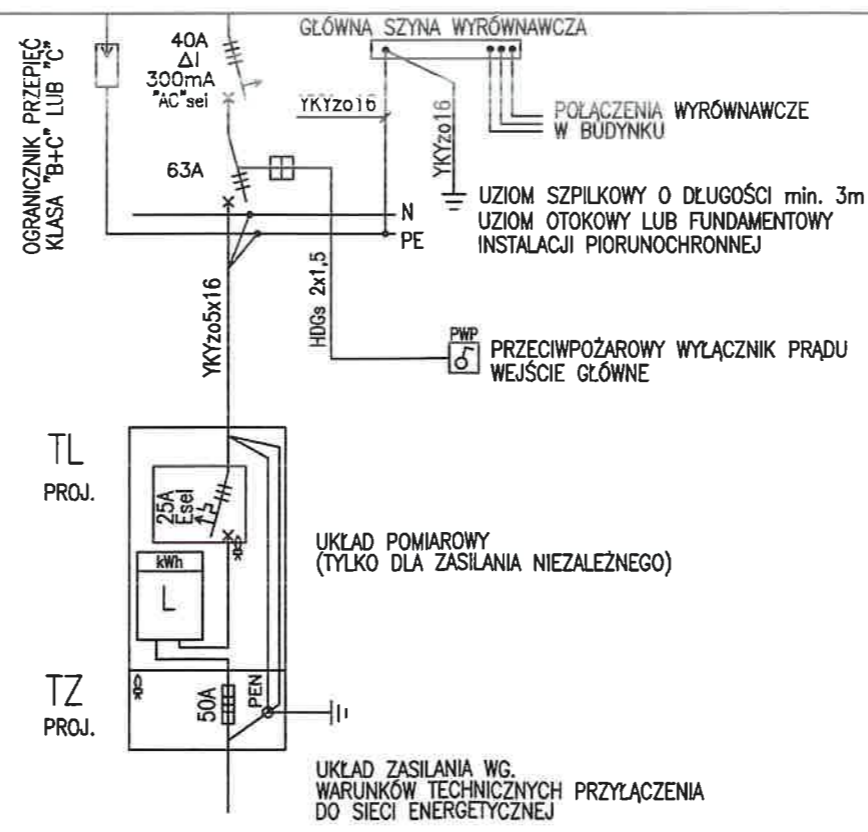 OGRANICZNIK PRZEPIĘĆ
KLASA "B+C" LUB "C"
40A
ΔI
300mA
"AC"sel
63A
GŁÓWNA SZYNA WYRÓWNAWCZA
YKYzo16
YKYzo16
POŁĄCZENIA WYRÓWNAWCZE
W BUDYNKU
UZIOM SZPILKOWY O DŁUGOŚCI min. 3m
UZIOM OTOKOWY LUB FUNDAMENTOWY
INSTALACJI PIORUNOCHRONNEJ
N
PE
YKYzo5x16
HDGs 2x1,5
PWP
PRZECIWPOŻAROWY WYŁĄCZNIK PRĄDU
WEJŚCIE GŁÓWNE
TL
PROJ.
25A
Esel
kWh
L
UKŁAD POMIAROWY
(TYLKO DLA ZASILANIA NIEZALEŻNEGO)
TZ
PROJ.
50A
PEN
UKŁAD ZASILANIA WG.
WARUNKÓW TECHNICZNYCH PRZYŁĄCZENIA
DO SIECI ENERGETYCZNEJ